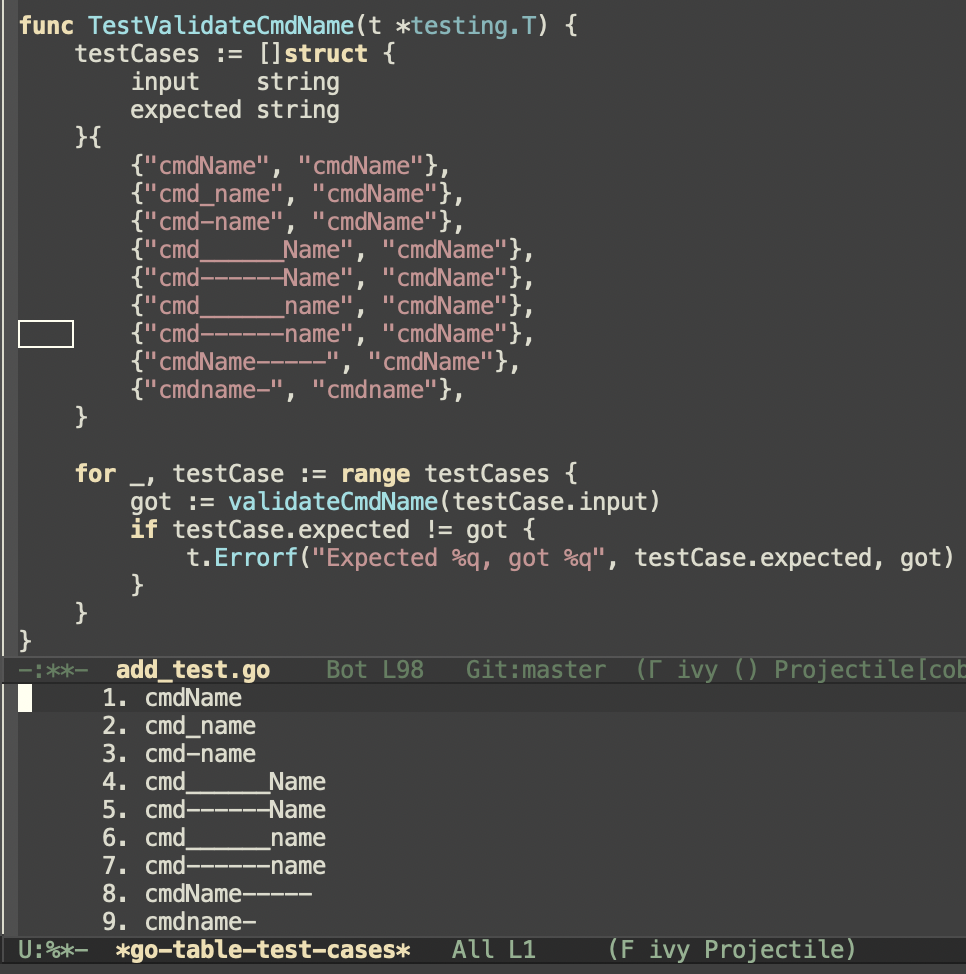 func TestValidateCmdName(t *testing.T) {
    testCases := []struct {
        input    string
        expected string
    }{
        {"cmdName", "cmdName"},
        {"cmd_name", "cmdName"},
        {"cmd-name", "cmdName"},
        {"cmd______Name", "cmdName"},
        {"cmd------Name", "cmdName"},
        {"cmd______name", "cmdName"},
        {"cmd------name", "cmdName"},
        {"cmdName-----", "cmdName"},
        {"cmdname-", "cmdname"},
    }
    for _, testCase := range testCases {
        got := validateCmdName(testCase.input)
        if testCase.expected != got {
            t.Errorf("Expected %q, got %q", testCase.expected, got)
        }
    }
}
-:**-  add_test.go    Bot L98   Git:master  (Γ ivy () Projectile[cob
      1. cmdName
      2. cmd_name
      3. cmd-name
      4. cmd______Name
      5. cmd------Name
      6. cmd______name
      7. cmd------name
      8. cmdName-----
      9. cmdname-
U:%*-  *go-table-test-cases*   All L1     (F ivy Projectile)